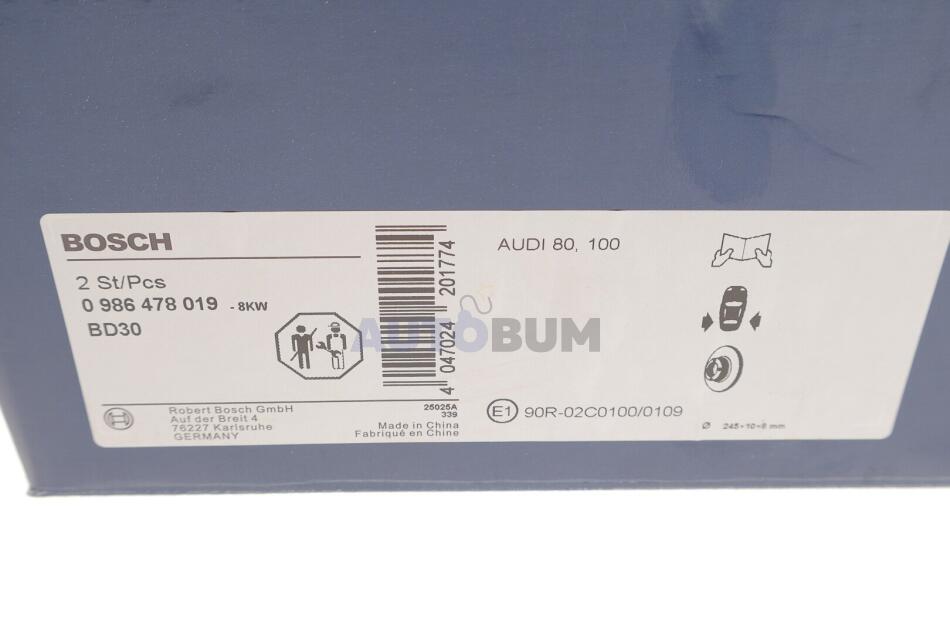 BOSCH
2 St/Pcs
0 986 478 019 - 8KW
BD30
4 047024 201774
AUDI 80, 100
AUTOBUM
Robert Bosch GmbH
Auf der Breit 4
76227 Karlsruhe
GERMANY
25025A
339
Made in China
Fabriqué en Chine
E1 90R-02C0100/0109
Ø 245×10×8 mm